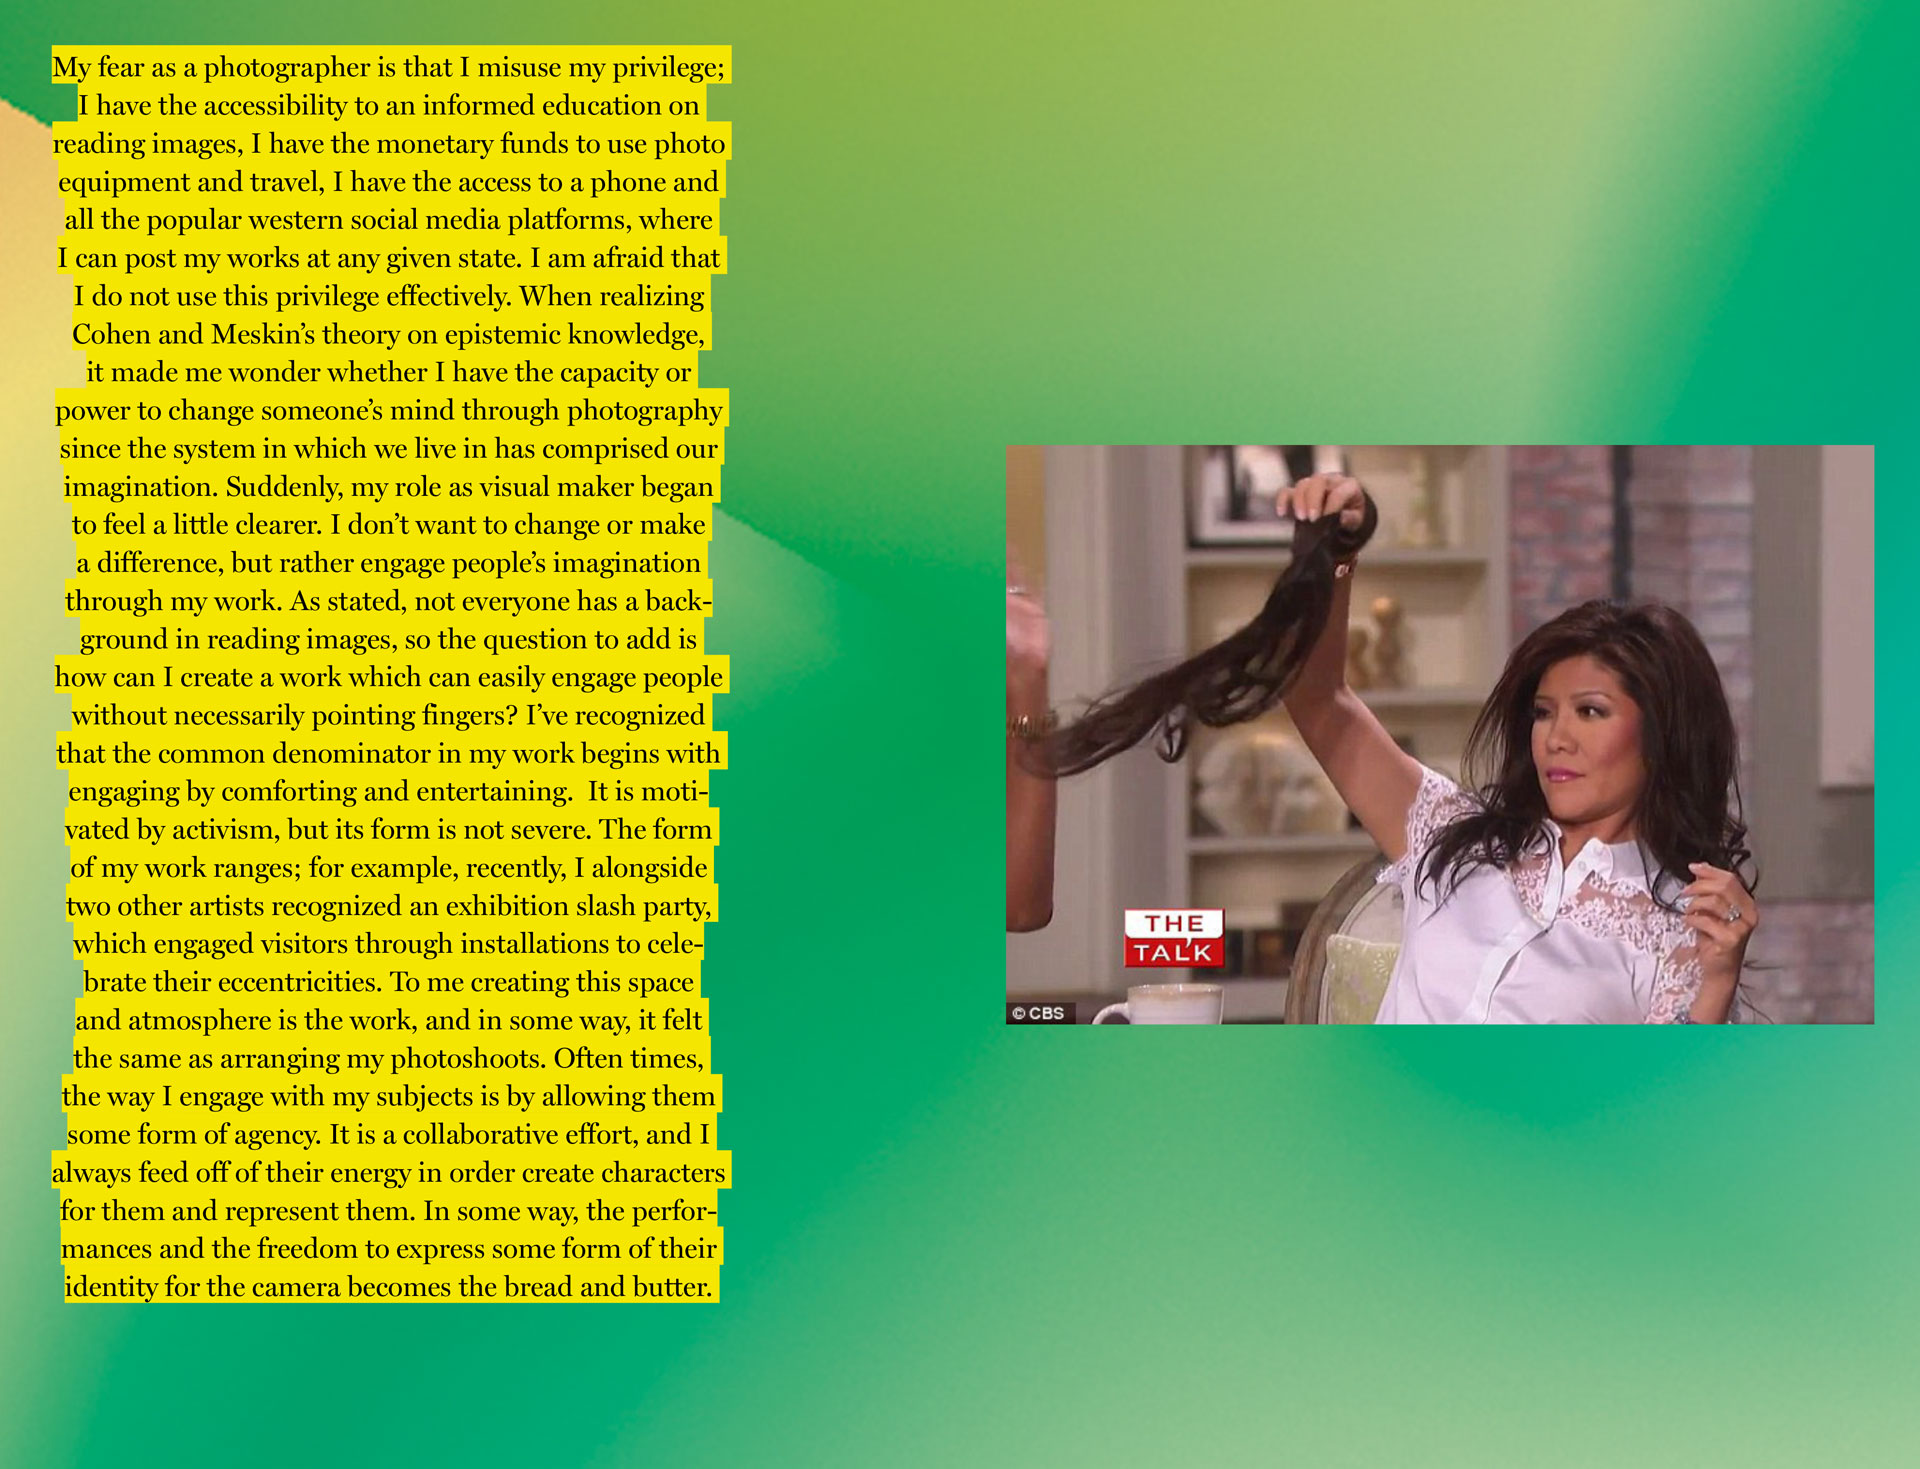 My fear as a photographer is that I misuse my privilege;
I have the accessibility to an informed education on
reading images, I have the monetary funds to use photo
equipment and travel, I have the access to a phone and
all the popular western social media platforms, where
I can post my works at any given state. I am afraid that
I do not use this privilege effectively. When realizing
Cohen and Meskin’s theory on epistemic knowledge,
it made me wonder whether I have the capacity or
power to change someone’s mind through photography
since the system in which we live in has comprised our
imagination. Suddenly, my role as visual maker began
to feel a little clearer. I don’t want to change or make
a difference, but rather engage people’s imagination
through my work. As stated, not everyone has a back-
ground in reading images, so the question to add is
how can I create a work which can easily engage people
without necessarily pointing fingers? I’ve recognized
that the common denominator in my work begins with
engaging by comforting and entertaining.  It is moti-
vated by activism, but its form is not severe. The form
of my work ranges; for example, recently, I alongside
two other artists recognized an exhibition slash party,
which engaged visitors through installations to cele-
brate their eccentricities. To me creating this space
and atmosphere is the work, and in some way, it felt
the same as arranging my photoshoots. Often times,
the way I engage with my subjects is by allowing them
some form of agency. It is a collaborative effort, and I
always feed off of their energy in order create characters
for them and represent them. In some way, the perfor-
mances and the freedom to express some form of their
identity for the camera becomes the bread and butter.
THE
TALK
© CBS